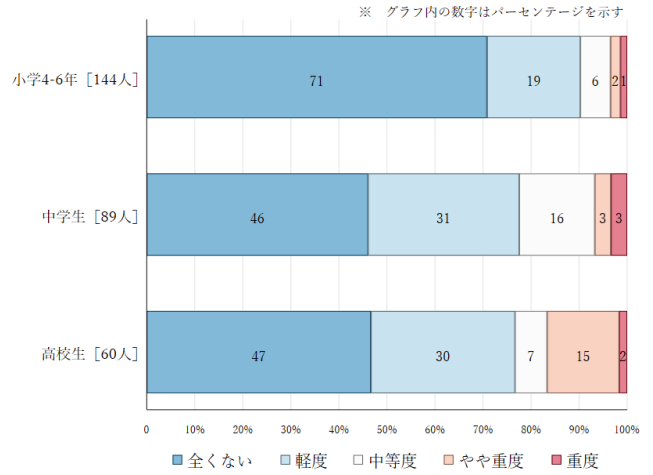 ※　グラフ内の数字はパーセンテージを示す
小学4-6年［144人］
71 19 6 2 1
中学生［89人］
46 31 16 3 3
高校生［60人］
47 30 7 15 2
0 10% 20% 30% 40% 50% 60% 70% 80% 90% 100%
全くない 軽度 中等度 やや重度 重度